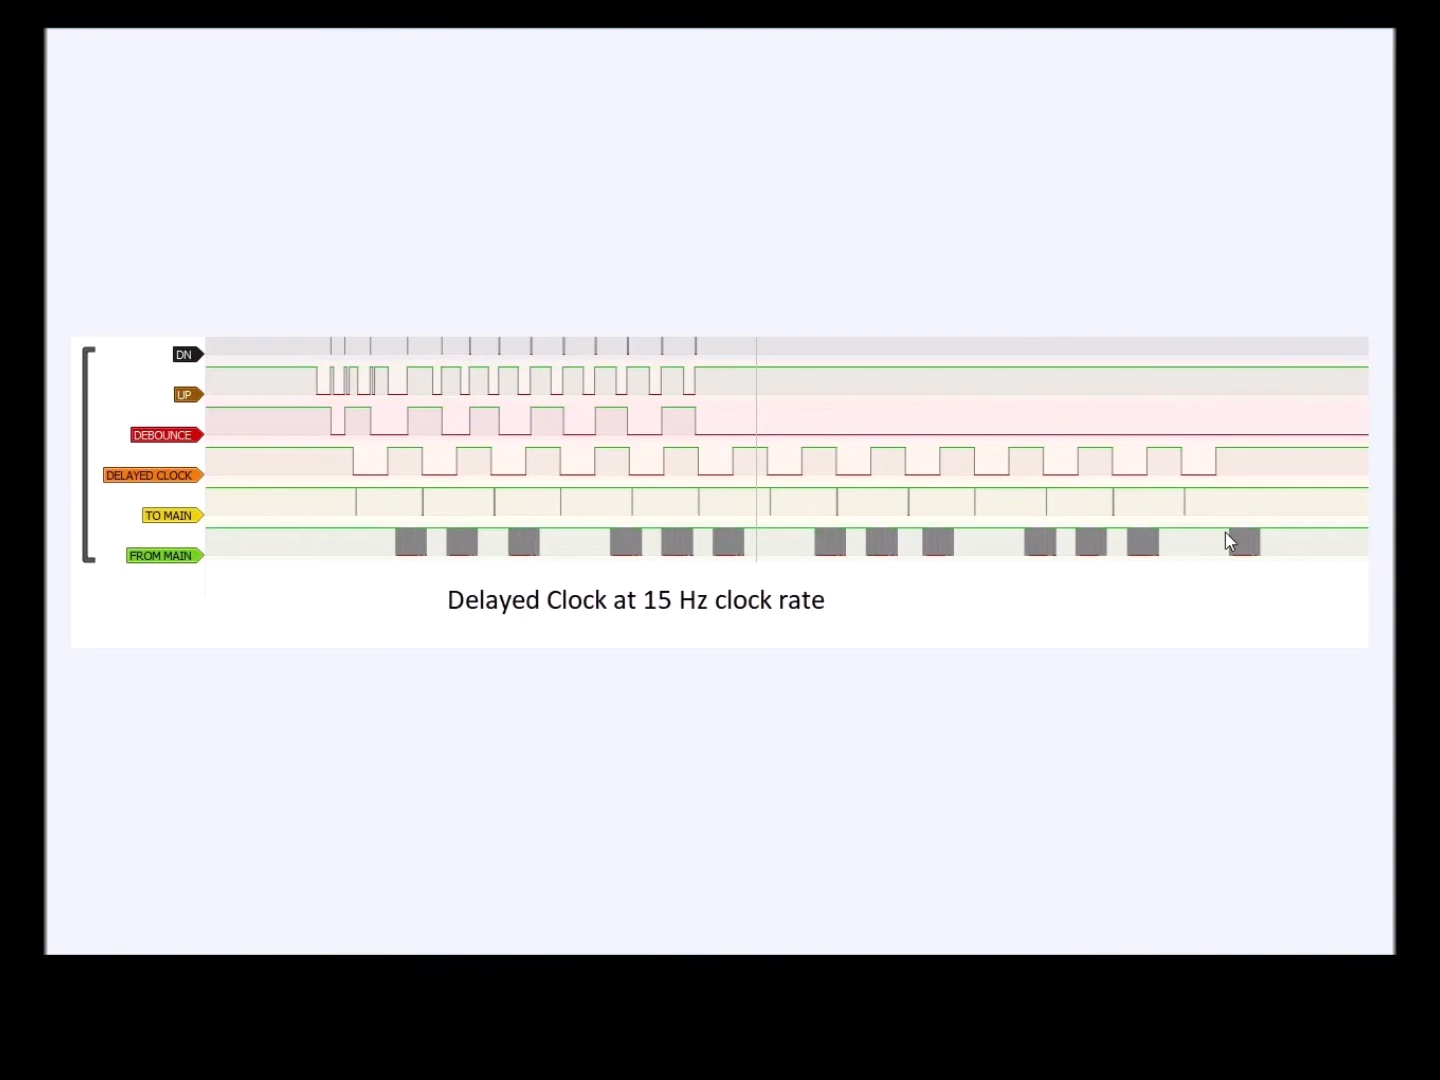 DN
UP
DEBOUNCE
DELAYED CLOCK
TO MAIN
FROM MAIN
Delayed Clock at 15 Hz clock rate